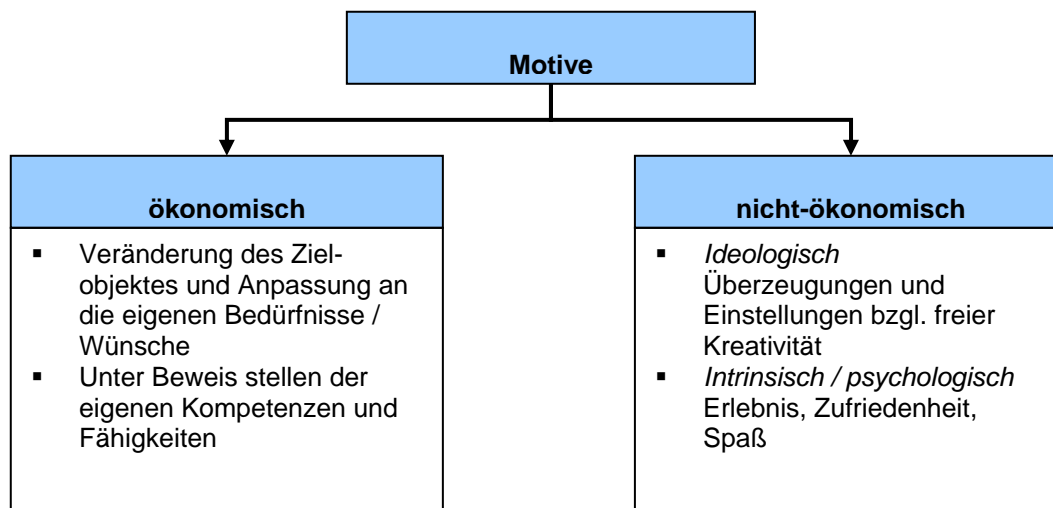 Motive
ökonomisch
▪ Veränderung des Ziel-
objektes und Anpassung an
die eigenen Bedürfnisse /
Wünsche
▪ Unter Beweis stellen der
eigenen Kompetenzen und
Fähigkeiten
nicht-ökonomisch
▪ Ideologisch
Überzeugungen und
Einstellungen bzgl. freier
Kreativität
▪ Intrinsisch / psychologisch
Erlebnis, Zufriedenheit,
Spaß